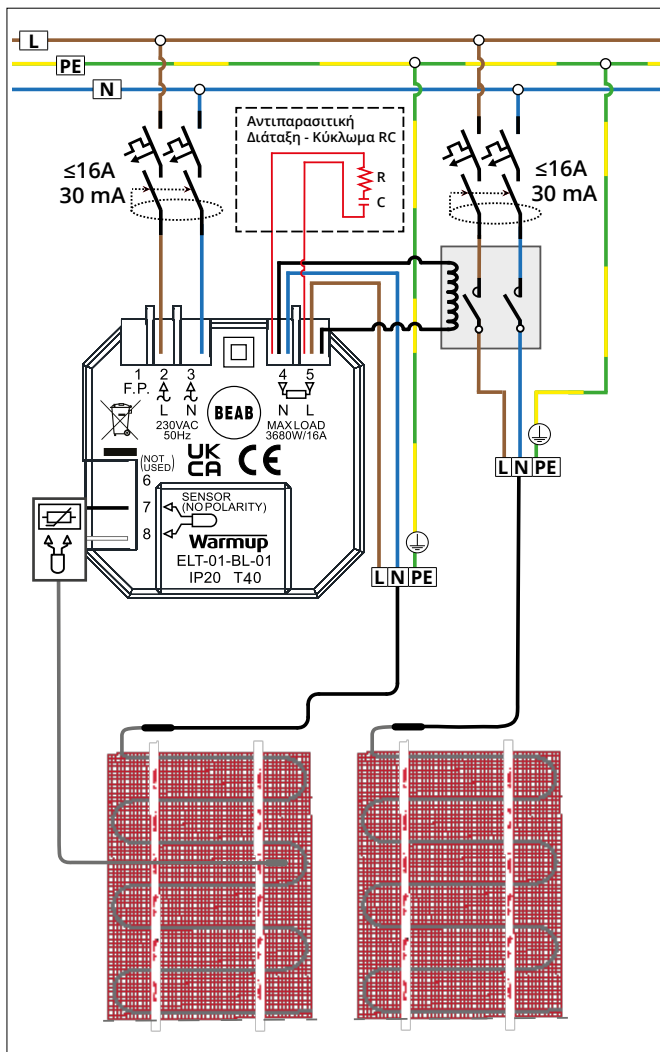 L
PE
N
Αντιπαρασιτική
Διάταξη - Κύκλωμα RC
R
C
≤16A
30 mA
≤16A
30 mA
1 2 3 4 5
F.P. L N N L
230VAC
50Hz
BEAB
MAX LOAD
3680W/16A
UK
CA CE
(NOT
USED)
6
7
8
SENSOR
(NO POLARITY)
Warmup
ELT-01-BL-01
IP20 T40
L N PE
L N PE